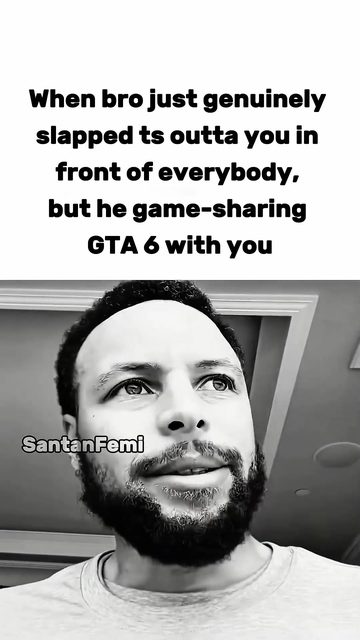 When bro just genuinely
slapped ts outta you in
front of everybody,
but he game-sharing
GTA 6 with you
SantanFemi